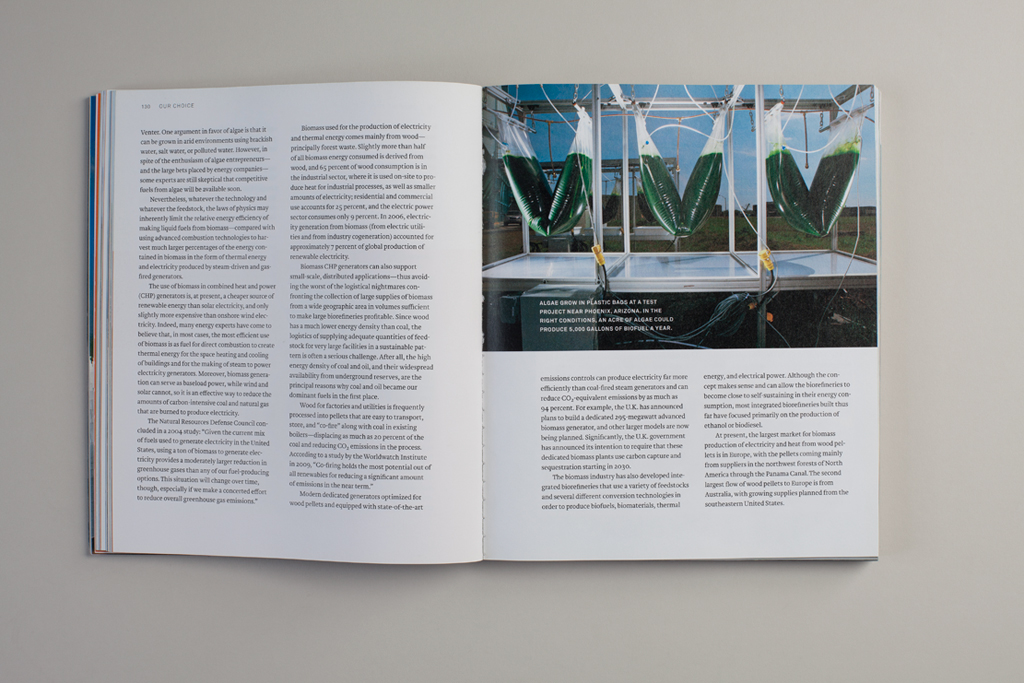 130 OUR CHOICE
Venter. One argument in favor of algae is that it
can be grown in arid environments using brackish
water, salt water, or polluted water. However, in
spite of the enthusiasm of algae entrepreneurs—
and the large bets placed by energy companies—
some experts are still skeptical that competitive
fuels from algae will be available soon.
Nevertheless, whatever the technology and
whatever the feedstock, the laws of physics may
inherently limit the relative energy efficiency of
making liquid fuels from biomass—compared with
using advanced combustion technologies to har-
vest much larger percentages of the energy con-
tained in biomass in the form of thermal energy
and electricity produced by steam-driven and gas-
fired generators.
The use of biomass in combined heat and power
(CHP) generators is, at present, a cheaper source of
renewable energy than solar electricity, and only
slightly more expensive than onshore wind elec-
tricity. Indeed, many energy experts have come to
believe that, in most cases, the most efficient use
of biomass is as fuel for direct combustion to create
thermal energy for the space heating and cooling
of buildings and for the making of steam to power
electricity generators. Moreover, biomass genera-
tion can serve as baseload power, while wind and
solar cannot, so it is an effective way to reduce the
amounts of carbon-intensive coal and natural gas
that are burned to produce electricity.
The Natural Resources Defense Council con-
cluded in a 2004 study: "Given the current mix
of fuels used to generate electricity in the United
States, using a ton of biomass to generate elec-
tricity provides a moderately larger reduction in
greenhouse gases than any of our fuel-producing
options. This situation will change over time,
though, especially if we make a concerted effort
to reduce overall greenhouse gas emissions."
Biomass used for the production of electricity
and thermal energy comes mainly from wood—
principally forest waste. Slightly more than half
of all biomass energy consumed is derived from
wood, and 65 percent of wood consumption is in
the industrial sector, where it is used on-site to pro-
duce heat for industrial processes, as well as smaller
amounts of electricity; residential and commercial
use accounts for 25 percent, and the electric power
sector consumes only 9 percent. In 2006, electric-
ity generation from biomass (from electric utili-
ties and from industry cogeneration) accounted for
approximately 7 percent of global production of
renewable electricity.
Biomass CHP generators can also support
small-scale, distributed applications—thus avoid-
ing the worst of the logistical nightmares con-
fronting the collection of large supplies of biomass
from a wide geographic area in volumes sufficient
to make large biorefineries profitable. Since wood
has a much lower energy density than coal, the
logistics of supplying adequate quantities of feed-
stock for very large facilities in a sustainable pat-
tern is often a serious challenge. After all, the high
energy density of coal and oil, and their widespread
availability from underground reserves, are the
principal reasons why coal and oil became our
dominant fuels in the first place.
Wood for factories and utilities is frequently
processed into pellets that are easy to transport,
store, and "co-fire" along with coal in existing
boilers—displacing as much as 20 percent of the
coal and reducing CO₂ emissions in the process.
According to a study by the Worldwatch Institute
in 2009, "Co-firing holds the most potential out of
all renewables for reducing a significant amount
of emissions in the near term."
Modern dedicated generators optimized for
wood pellets and equipped with state-of-the-art
ALGAE GROW IN PLASTIC BAGS AT A TEST
PROJECT NEAR PHOENIX, ARIZONA. IN THE
RIGHT CONDITIONS, AN ACRE OF ALGAE COULD
PRODUCE 5,000 GALLONS OF BIOFUEL A YEAR.
emissions controls can produce electricity far more
efficiently than coal-fired steam generators and can
reduce CO₂-equivalent emissions by as much as
94 percent. For example, the U.K. has announced
plans to build a dedicated 295-megawatt advanced
biomass generator, and other larger models are now
being planned. Significantly, the U.K. government
has announced its intention to require that these
dedicated biomass plants use carbon capture and
sequestration starting in 2030.
The biomass industry has also developed inte-
grated biorefineries that use a variety of feedstocks
and several different conversion technologies in
order to produce biofuels, biomaterials, thermal
energy, and electrical power. Although the con-
cept makes sense and can allow the biorefineries to
become close to self-sustaining in their energy con-
sumption, most integrated biorefineries built thus
far have focused primarily on the production of
ethanol or biodiesel.
At present, the largest market for biomass
production of electricity and heat from wood pel-
lets is in Europe, with the pellets coming mainly
from suppliers in the northwest forests of North
America through the Panama Canal. The second
largest flow of wood pellets to Europe is from
Australia, with growing supplies planned from the
southeastern United States.